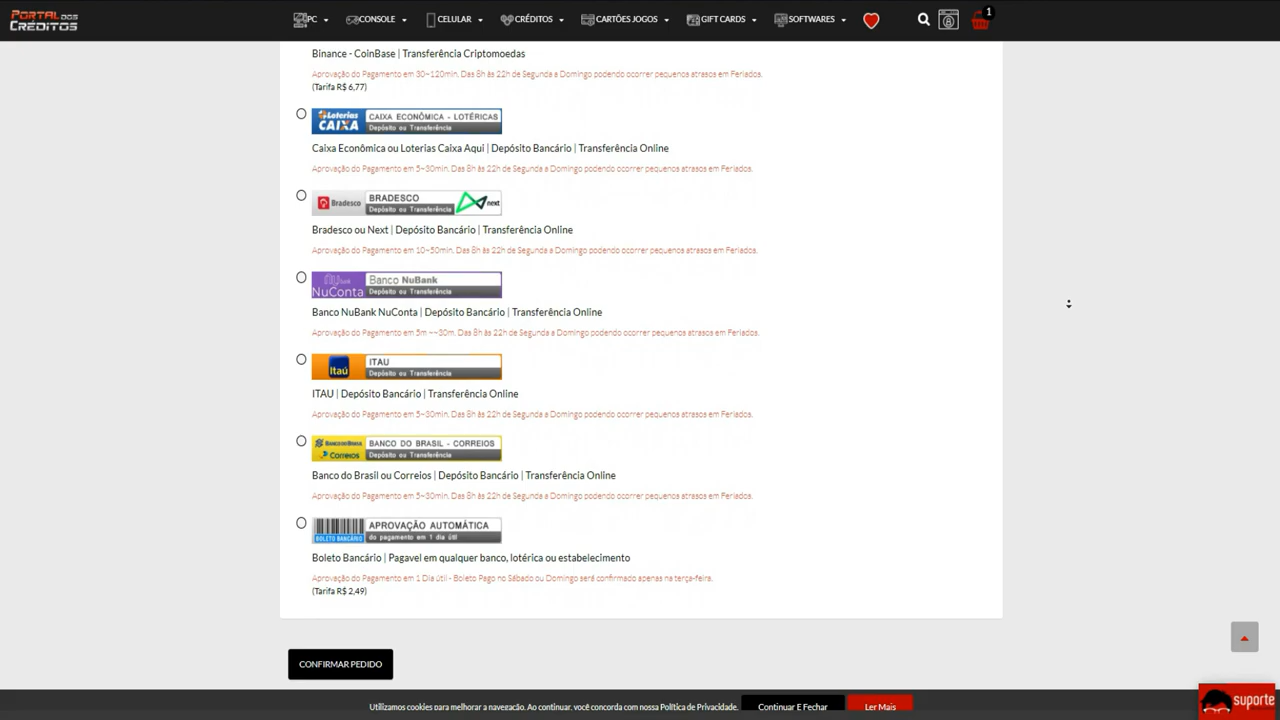 PORTAL DOS
CRÉDITOS
PC
CONSOLE
CELULAR
CRÉDITOS
CARTÕES JOGOS
GIFT CARDS
SOFTWARES
1
Binance - CoinBase | Transferência Criptomoedas
Aprovação do Pagamento em 30~120min. Das 8h às 22h de Segunda a Domingo podendo ocorrer pequenos atrasos em Feriados.
(Tarifa R$ 6,77)
Loterias CAIXA
CAIXA ECONÔMICA - LOTÉRICAS
Depósito ou Transferência
Caixa Econômica ou Loterias Caixa Aqui | Depósito Bancário | Transferência Online
Aprovação do Pagamento em 5~30min. Das 8h às 22h de Segunda a Domingo podendo ocorrer pequenos atrasos em Feriados.
Bradesco
BRADESCO
Depósito ou Transferência
next
Bradesco ou Next | Depósito Bancário | Transferência Online
Aprovação do Pagamento em 10~50min. Das 8h às 22h de Segunda a Domingo podendo ocorrer pequenos atrasos em Feriados.
NuConta
Banco NuBank
Depósito ou Transferência
Banco NuBank NuConta | Depósito Bancário | Transferência Online
Aprovação do Pagamento em 5m ~~30m. Das 8h às 22h de Segunda a Domingo podendo ocorrer pequenos atrasos em Feriados.
Itaú
ITAU
Depósito ou Transferência
ITAU | Depósito Bancário | Transferência Online
Aprovação do Pagamento em 5~30min. Das 8h às 22h de Segunda a Domingo podendo ocorrer pequenos atrasos em Feriados.
BANCO DO BRASIL
Correios
BANCO DO BRASIL - CORREIOS
Depósito ou Transferência
Banco do Brasil ou Correios | Depósito Bancário | Transferência Online
Aprovação do Pagamento em 5~30min. Das 8h às 22h de Segunda a Domingo podendo ocorrer pequenos atrasos em Feriados.
BOLETO BANCÁRIO
APROVAÇÃO AUTOMÁTICA
do pagamento em 1 dia útil
Boleto Bancário | Pagavel em qualquer banco, lotérica ou estabelecimento
Aprovação do Pagamento em 1 Dia útil - Boleto Pago no Sábado ou Domingo será confirmado apenas na terça-feira.
(Tarifa R$ 2,49)
CONFIRMAR PEDIDO
Utilizamos cookies para melhorar a navegação. Ao continuar, você concorda com nossa Política de Privacidade.
Continuar E Fechar
Ler Mais
suporte